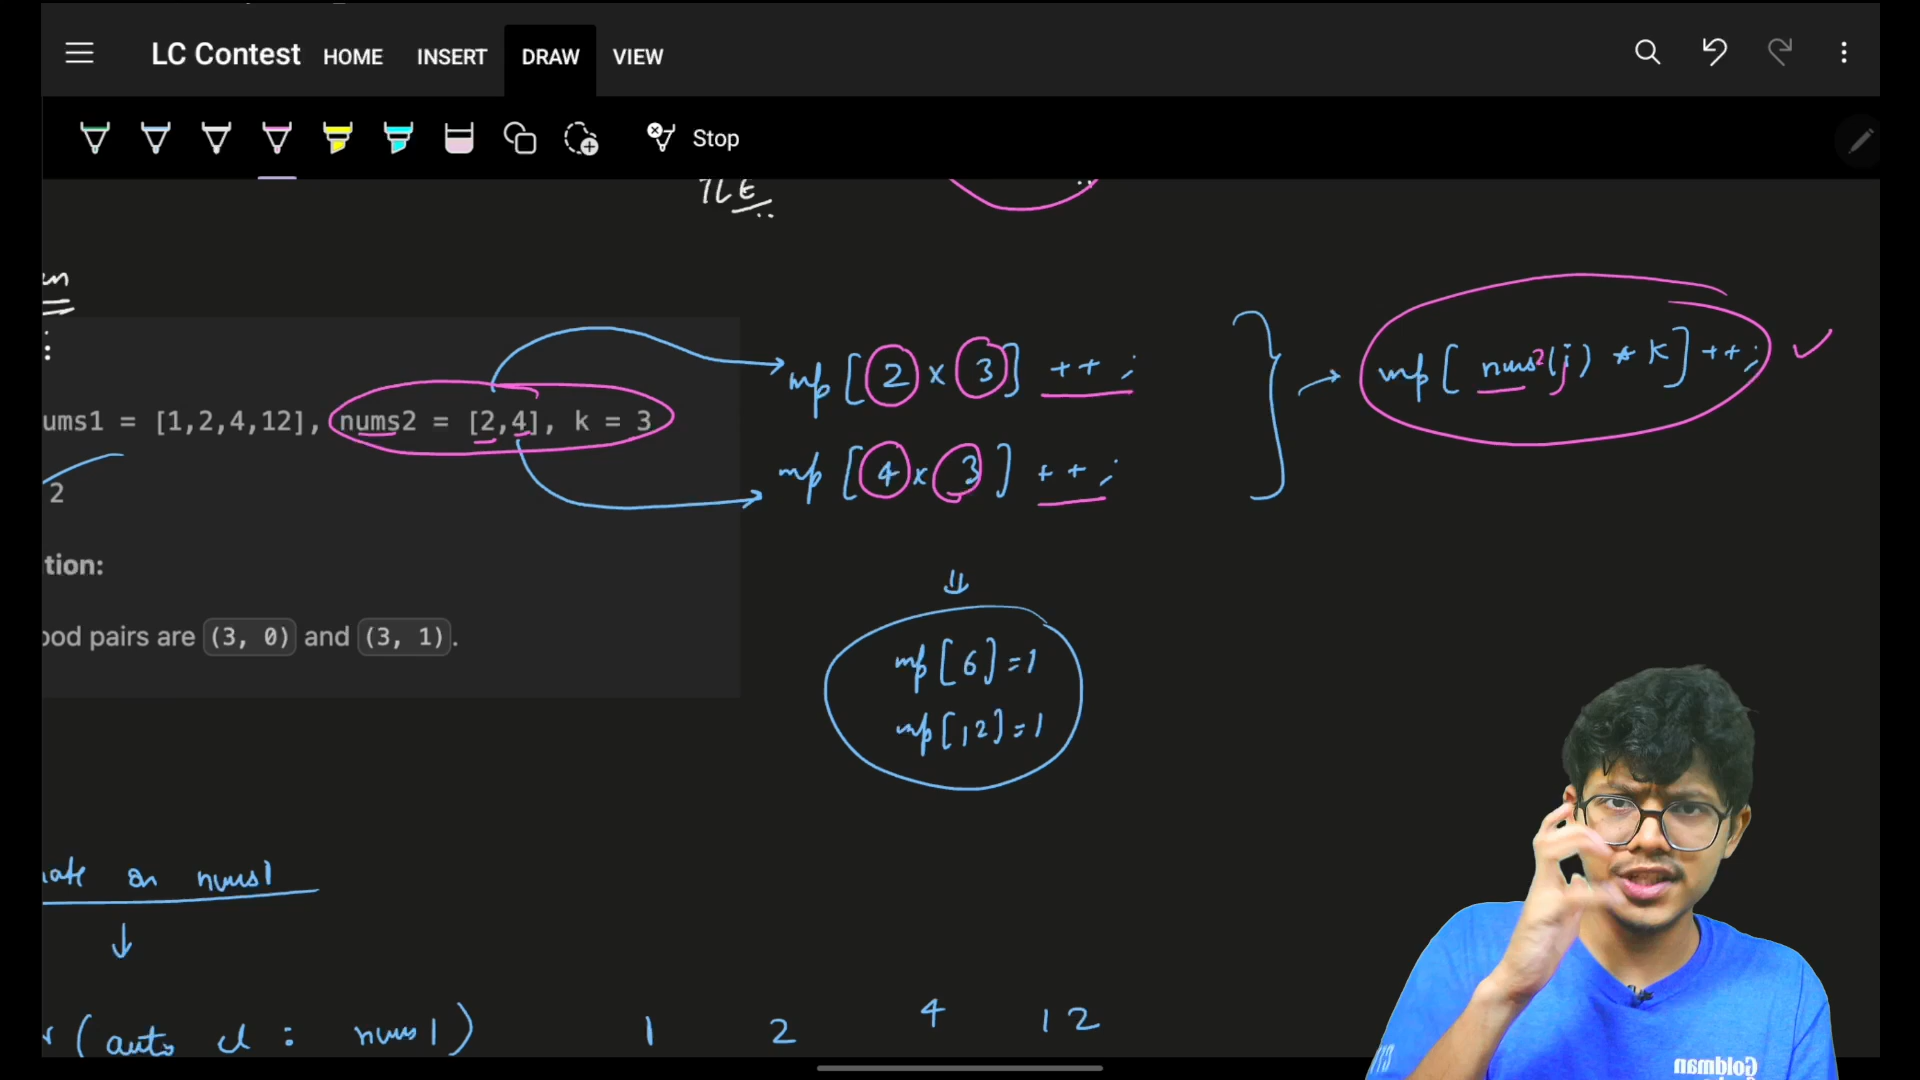 LC Contest HOME INSERT DRAW VIEW
Stop
TLE
mp [ 2 x 3 ] ++ ;
mp [ nums2(j) * K ] ++ ;
ums1 = [1,2,4,12], nums2 = [2,4], k = 3
mp [ 4 x 3 ] ++ ;
2
tion:
ood pairs are (3, 0) and (3, 1).
mp [ 6 ] = 1
mp [ 12 ] = 1
on nums1
( auto el : nums1 ) 1 2 4 12
Goldman